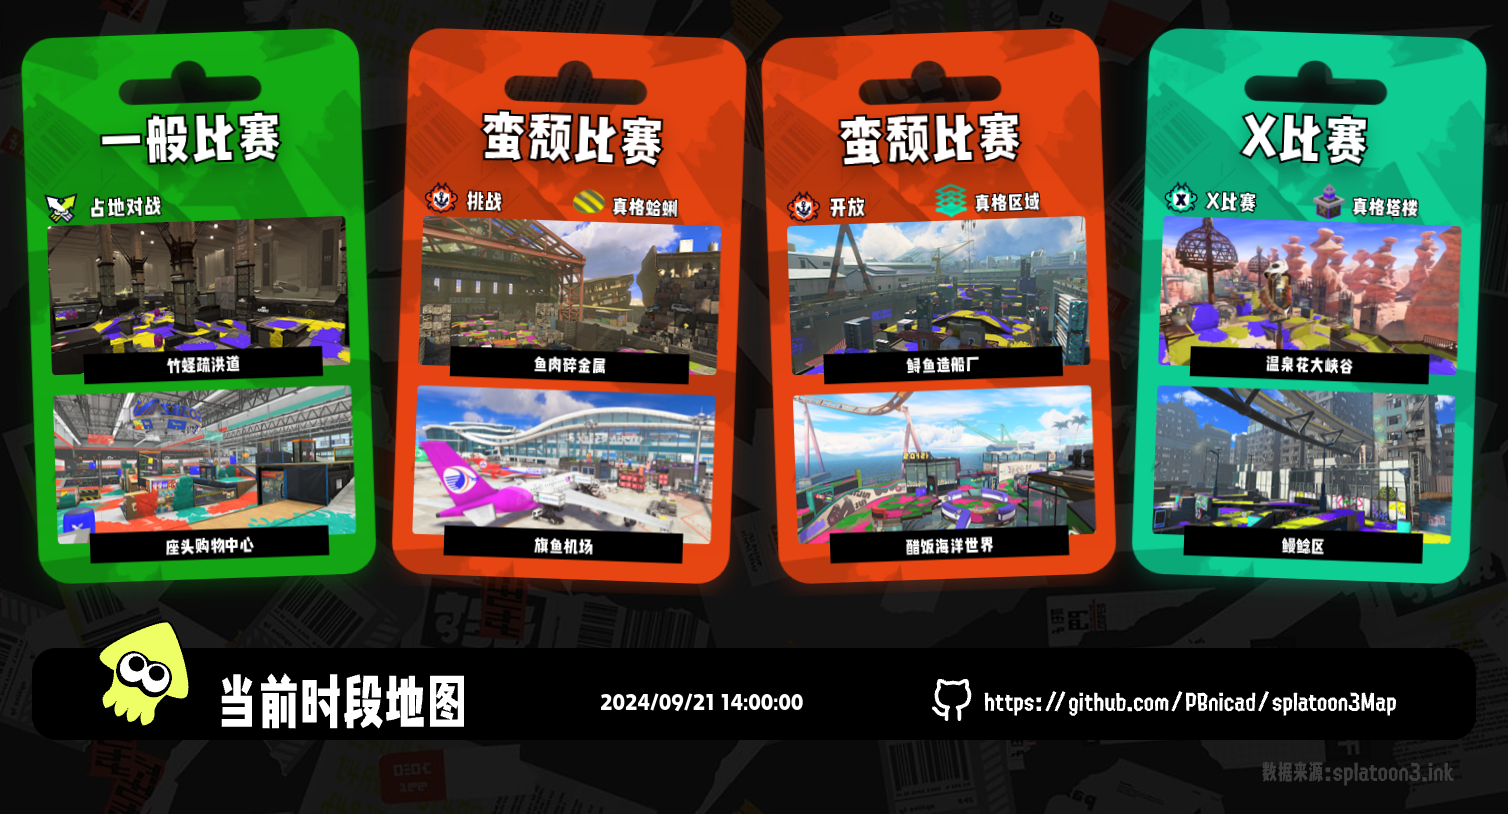 一般比赛
占地对战
竹蛏疏洪道
座头购物中心
蛮颓比赛
挑战
真格蛤蜊
鱼肉碎金属
旗鱼机场
蛮颓比赛
开放
真格区域
鲟鱼造船厂
醋饭海洋世界
X比赛
X比赛
真格塔楼
温泉花大峡谷
鳗鲶区
当前时段地图
2024/09/21 14:00:00
https://github.com/PBnicad/splatoon3Map
数据来源:splatoon3.ink